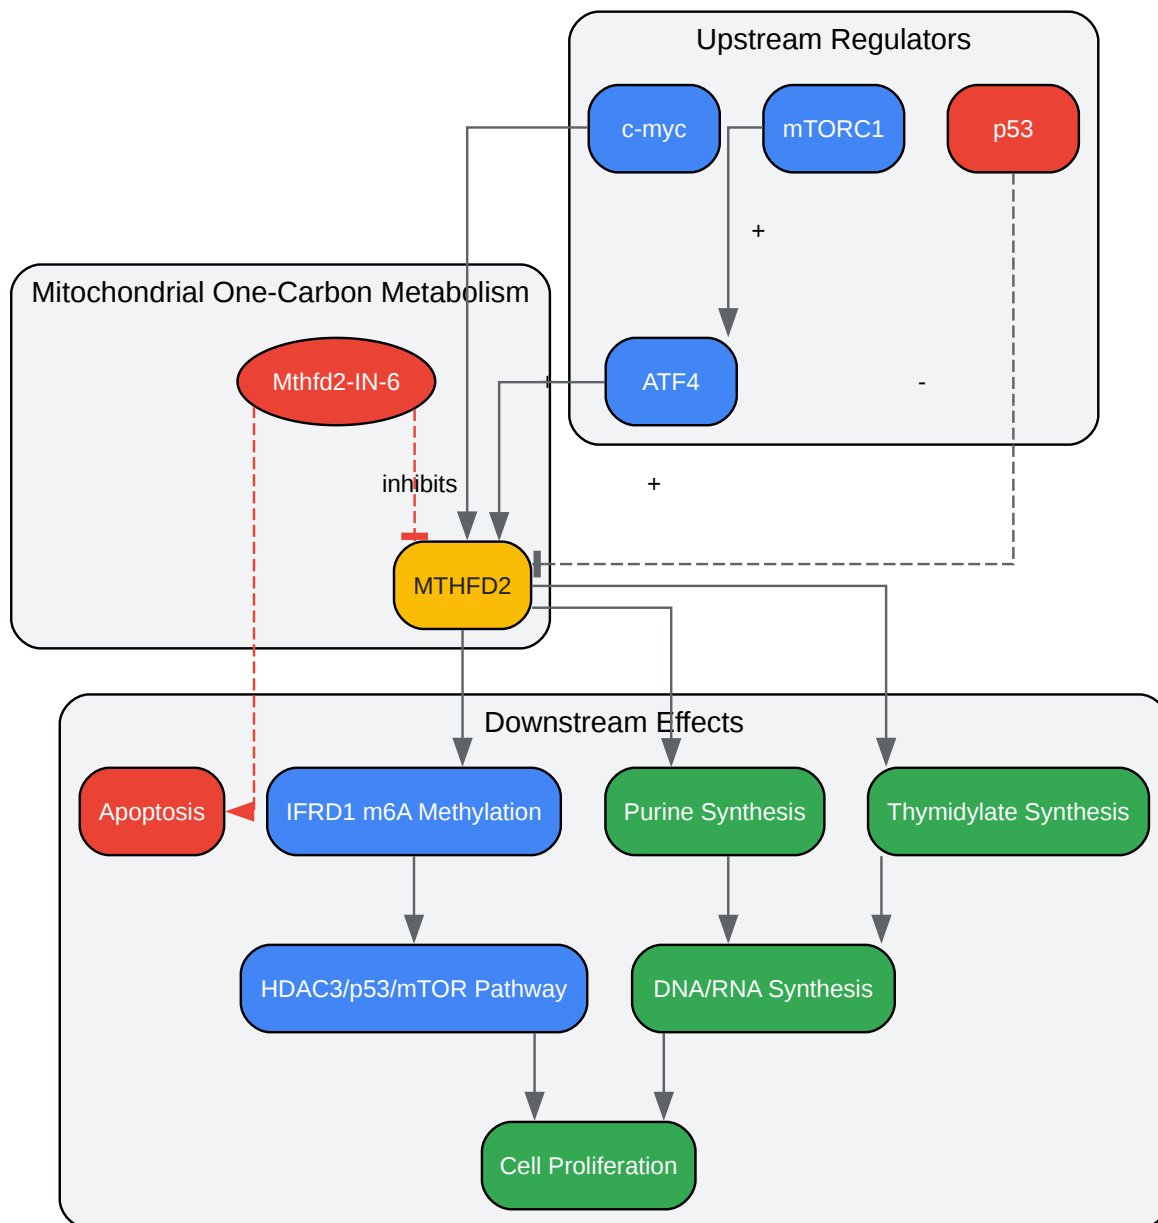 Upstream Regulators
c-myc
mTORC1
p53
+
Mitochondrial One-Carbon Metabolism
Mthfd2-IN-6
+
ATF4
-
inhibits
+
MTHFD2
Downstream Effects
Apoptosis
IFRD1 m6A Methylation
Purine Synthesis
Thymidylate Synthesis
HDAC3/p53/mTOR Pathway
DNA/RNA Synthesis
Cell Proliferation